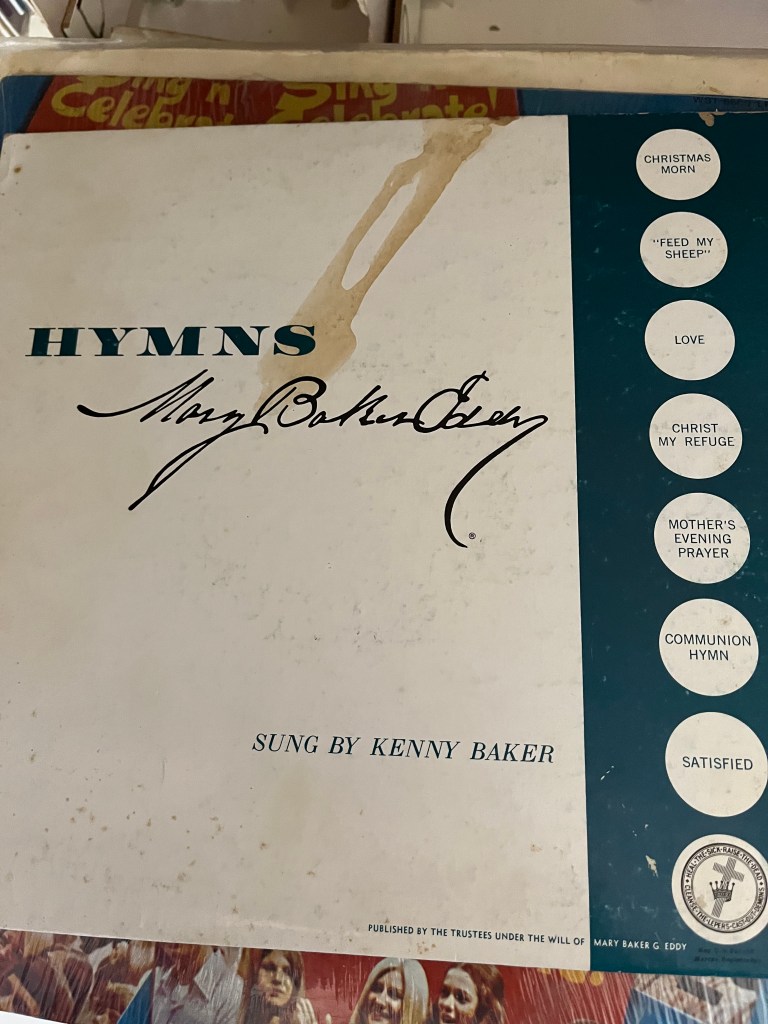 Sing 'n' Sing 'n'
Celebrate! Celebrate!
HYMNS
Mary Baker Eddy
®
SUNG BY KENNY BAKER
PUBLISHED BY THE TRUSTEES UNDER THE WILL OF MARY BAKER G. EDDY
CHRISTMAS
MORN
"FEED MY
SHEEP"
LOVE
CHRIST
MY REFUGE
MOTHER'S
EVENING
PRAYER
COMMUNION
HYMN
SATISFIED
HEAL·THE·SICK·RAISE·THE·DEAD
CLEANSE·THE·LEPERS·CAST·OUT·DEMONS